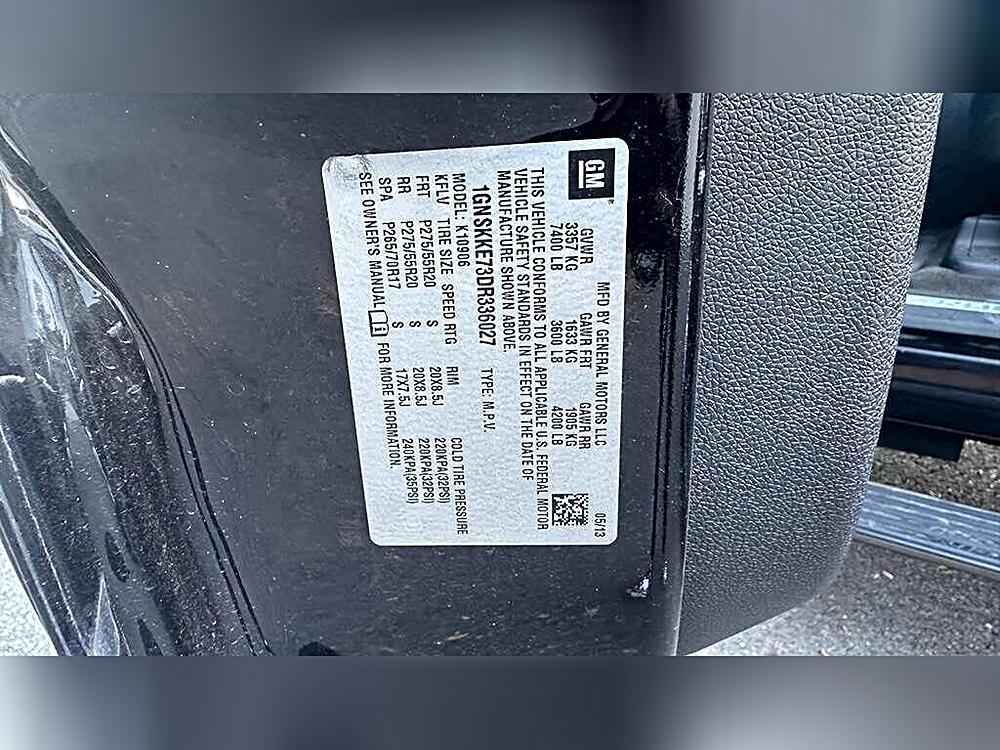 GM
MFD BY GENERAL MOTORS LLC 05/13
GVWR GAWR FRT GAWR RR
3357 KG 1633 KG 1905 KG
7400 LB 3600 LB 4200 LB
THIS VEHICLE CONFORMS TO ALL APPLICABLE U.S. FEDERAL MOTOR
VEHICLE SAFETY STANDARDS IN EFFECT ON THE DATE OF
MANUFACTURE SHOWN ABOVE.
1GNSKKE73DR336027 TYPE: M.P.V.
MODEL: K10906
KFLV TIRE SIZE SPEED RTG RIM COLD TIRE PRESSURE
FRT P275/55R20 S 20X8.5J 220KPA(32PSI)
RR P275/55R20 S 20X8.5J 220KPA(32PSI)
SPA P265/70R17 17X7.5J 240KPA(35PSI)
SEE OWNER'S MANUAL i FOR MORE INFORMATION.